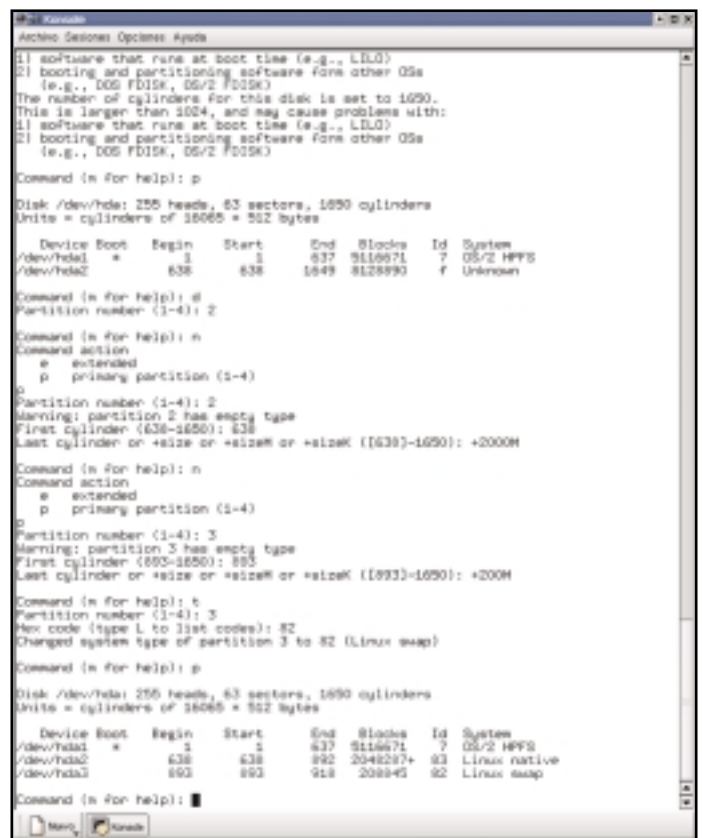 Konsole
Archivo Sesiones Opciones Ayuda
1) software that runs at boot time (e.g., LILO)
2) booting and partitioning software form other OSs
(e.g., DOS FDISK, OS/2 FDISK)
The number of cylinders for this disk is set to 1650.
This is larger than 1024, and may cause problems with:
1) software that runs at boot time (e.g., LILO)
2) booting and partitioning software form other OSs
(e.g., DOS FDISK, OS/2 FDISK)
Command (m for help): p
Disk /dev/hda: 255 heads, 63 sectors, 1650 cylinders
Units = cylinders of 16065 * 512 bytes
Device Boot Begin Start End Blocks Id System
/dev/hda1 * 1 1 637 5116671 7 OS/2 HPFS
/dev/hda2 638 638 1649 8128890 f Unknown
Command (m for help): d
Partition number (1-4): 2
Command (m for help): n
Command action
e extended
p primary partition (1-4)
p
Partition number (1-4): 2
Warning: partition 2 has empty type
First cylinder (638-1650): 638
Last cylinder or +size or +sizeM or +sizeK ([638]-1650): +2000M
Command (m for help): n
Command action
e extended
p primary partition (1-4)
p
Partition number (1-4): 3
Warning: partition 3 has empty type
First cylinder (893-1650): 893
Last cylinder or +size or +sizeM or +sizeK ([893]-1650): +200M
Command (m for help): t
Partition number (1-4): 3
Hex code (type L to list codes): 82
Changed system type of partition 3 to 82 (Linux swap)
Command (m for help): p
Disk /dev/hda: 255 heads, 63 sectors, 1650 cylinders
Units = cylinders of 16065 * 512 bytes
Device Boot Begin Start End Blocks Id System
/dev/hda1 * 1 1 637 5116671 7 OS/2 HPFS
/dev/hda2 638 638 892 2048287+ 83 Linux native
/dev/hda3 893 893 918 208845 82 Linux swap
Command (m for help):
Nuevo Konsole